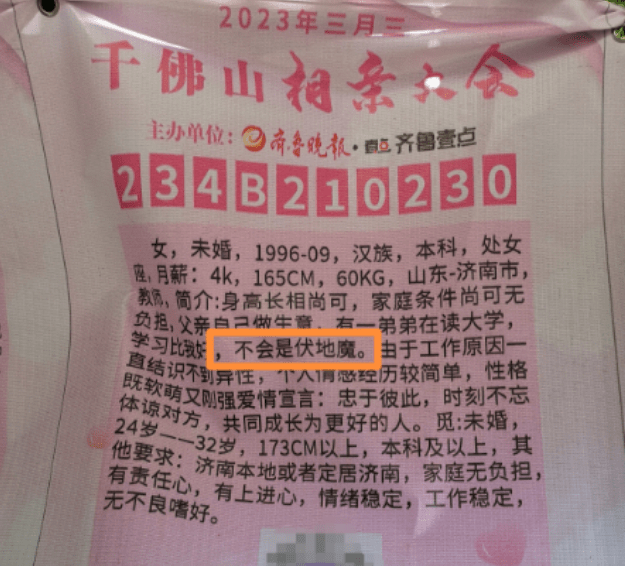 2023年三月三
千佛山相亲大会
主办单位：齐鲁晚报·壹点 齐鲁壹点
234B210230
女，未婚，1996-09，汉族，本科，处女
座，月薪：4k，165CM，60KG，山东-济南市，
教师，简介:身高长相尚可，家庭条件尚可无
负担，父亲自己做生意，有一弟弟在读大学，
学习比我好，不会是伏地魔。由于工作原因一
直结识不到异性，个人情感经历较简单，性格
既软萌又刚强爱情宣言：忠于彼此，时刻不忘
体谅对方，共同成长为更好的人。觅:未婚，
24岁——32岁，173CM以上，本科及以上，其
他要求：济南本地或者定居济南，家庭无负担，
有责任心，有上进心，情绪稳定，工作稳定，
无不良嗜好。